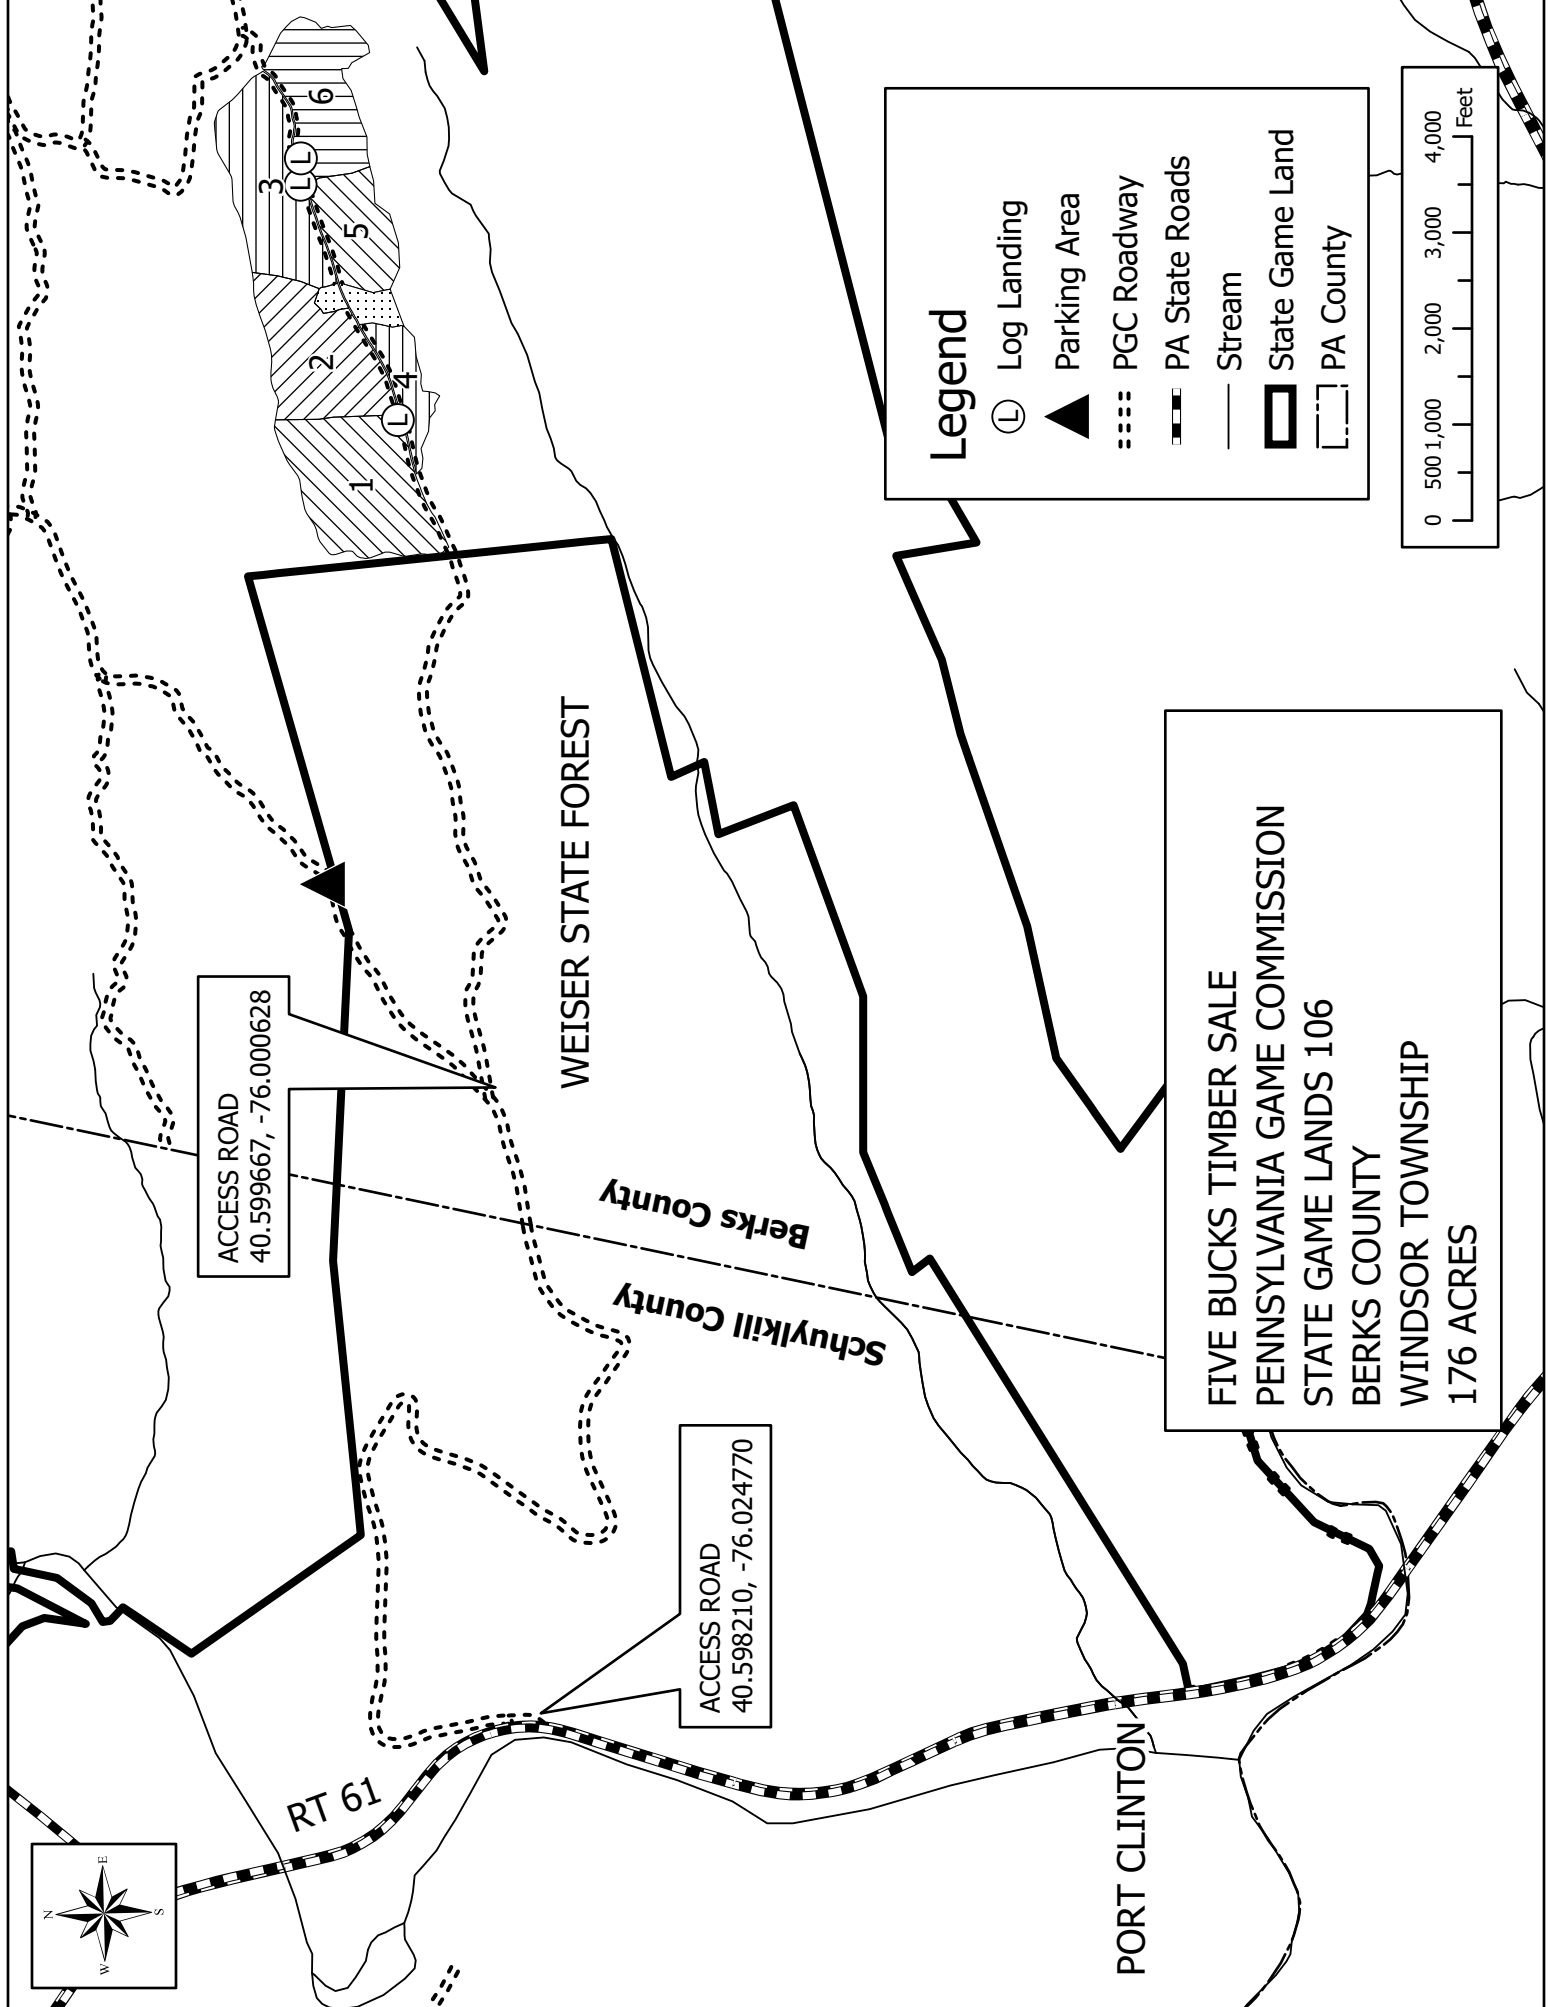 N
W
E
S
RT 61
ACCESS ROAD
40.599667, -76.000628
ACCESS ROAD
40.598210, -76.024770
Schuylkill County
Berks County
WEISER STATE FOREST
PORT CLINTON
1
2
3
4
5
6
L
L
L
FIVE BUCKS TIMBER SALE
PENNSYLVANIA GAME COMMISSION
STATE GAME LANDS 106
BERKS COUNTY
WINDSOR TOWNSHIP
176 ACRES
Legend
L Log Landing
Parking Area
PGC Roadway
PA State Roads
Stream
State Game Land
PA County
0 500 1,000 2,000 3,000 4,000
Feet